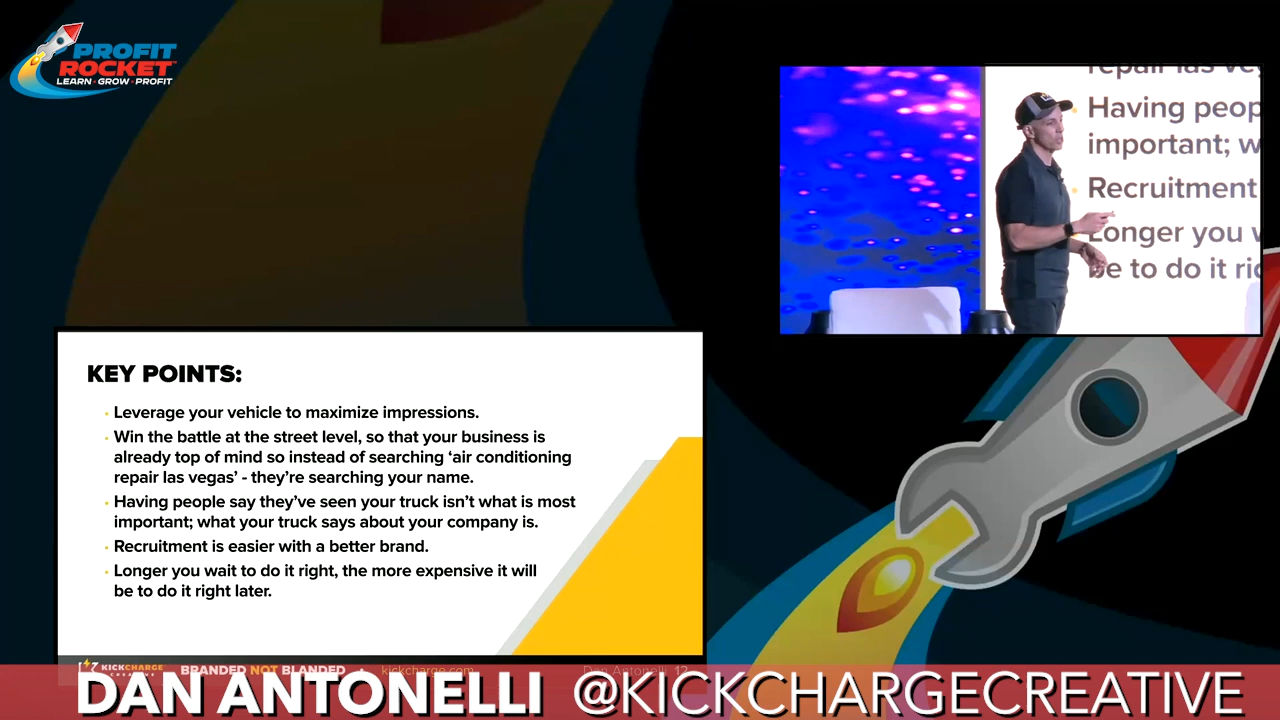 PROFIT
ROCKET
LEARN · GROW · PROFIT
repair las ve
Having peop
important; w
Recruitment
Longer you w
be to do it ric
KEY POINTS:
· Leverage your vehicle to maximize impressions.
· Win the battle at the street level, so that your business is
already top of mind so instead of searching ‘air conditioning
repair las vegas’ - they’re searching your name.
· Having people say they’ve seen your truck isn’t what is most
important; what your truck says about your company is.
· Recruitment is easier with a better brand.
· Longer you wait to do it right, the more expensive it will
be to do it right later.
KICKCHARGE
CREATIVE
BRANDED NOT BLANDED • kickcharge.com
Dan Antonelli 12
DAN ANTONELLI @KICKCHARGECREATIVE